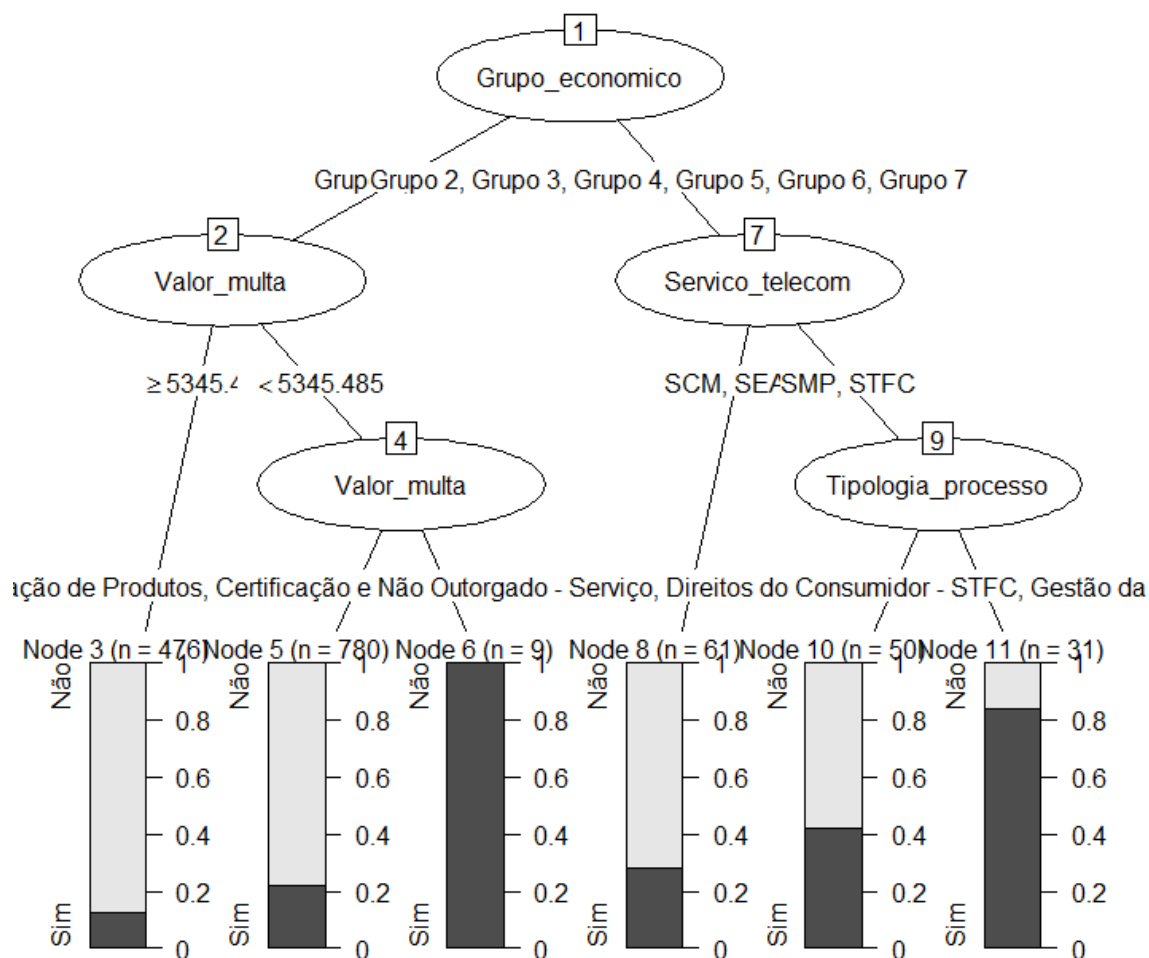 1
Grupo_economico
Grupo 2, Grupo 3, Grupo 4, Grupo 5, Grupo 6, Grupo 7
2
7
Valor_multa
Servico_telecom
≥ 5345.4
< 5345.485
SCM,
SMP, STFC
4
9
Valor_multa
Tipologia_processo
de Produtos, Certificação e Não Outorgado - Serviço, Direitos do Consumidor - STFC, Gestão da
Node 3 (n = 476)
Node 5 (n = 780)
Node 6 (n = 9)
Node 8 (n = 61)
Node 10 (n = 50)
Node 11 (n = 31)
Não
Sim
1
0.8
0.6
0.4
0.2
0
Não
Sim
1
0.8
0.6
0.4
0.2
0
Não
Sim
1
0.8
0.6
0.4
0.2
0
Não
Sim
1
0.8
0.6
0.4
0.2
0
Não
Sim
1
0.8
0.6
0.4
0.2
0
Não
Sim
1
0.8
0.6
0.4
0.2
0